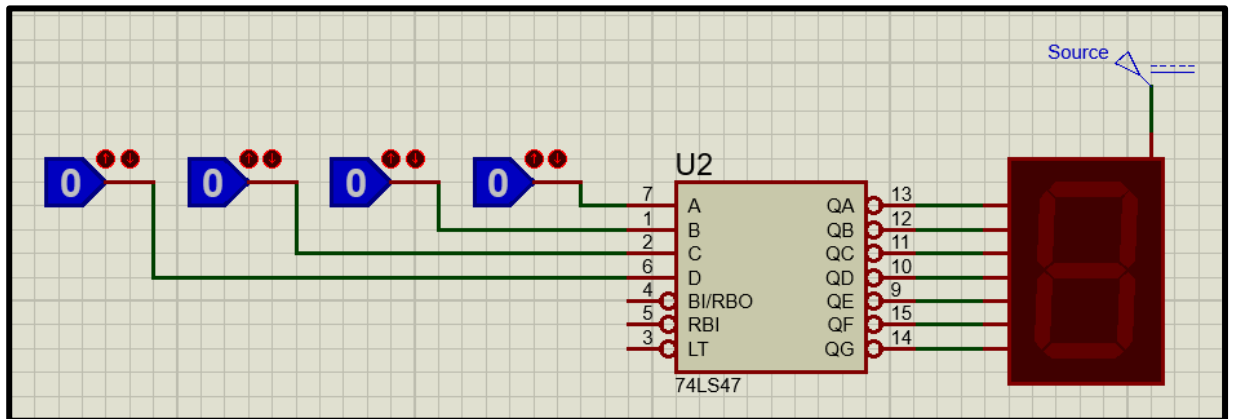 Source
0 0 0 0
U2
7 A QA 13
1 B QB 12
2 C QC 11
6 D QD 10
4 BI/RBO QE 9
5 RBI QF 15
3 LT QG 14
74LS47